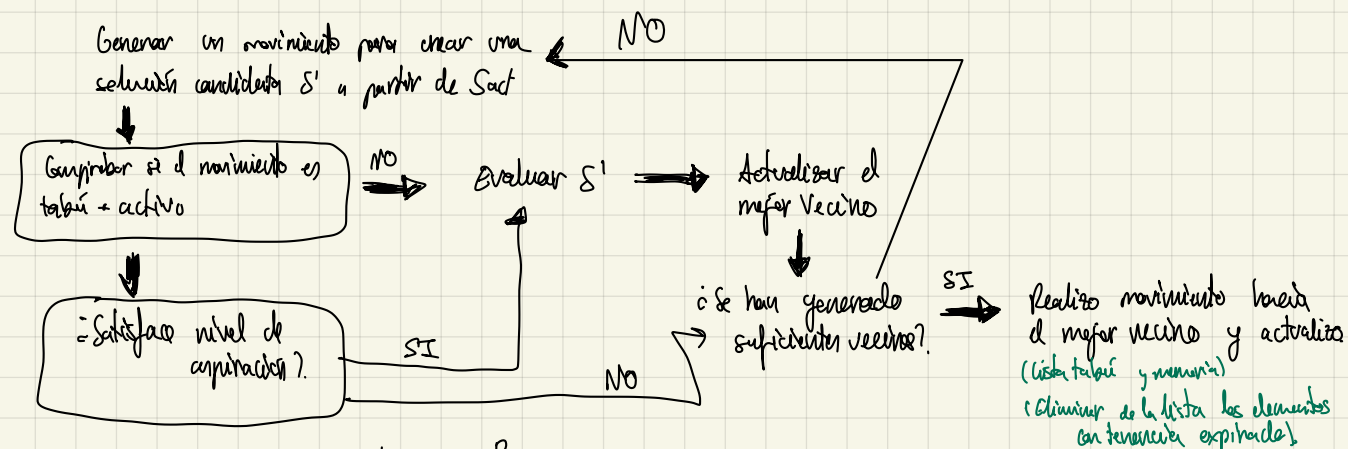 NO
Generar un movimiento para crear una
solución candidata S' a partir de Sact
Comprobar si el movimiento es
tabú - activo
NO
Evaluar S'
Actualizar el
mejor vecino
¿Satisface nivel de
aspiración?
SI
NO
¿Se han generado
suficientes vecinos?
SI
Realizo movimiento hacia
el mejor vecino y actualizo
(Lista tabú y memoria)
(Eliminar de la lista los elementos
con tenencia expirada).